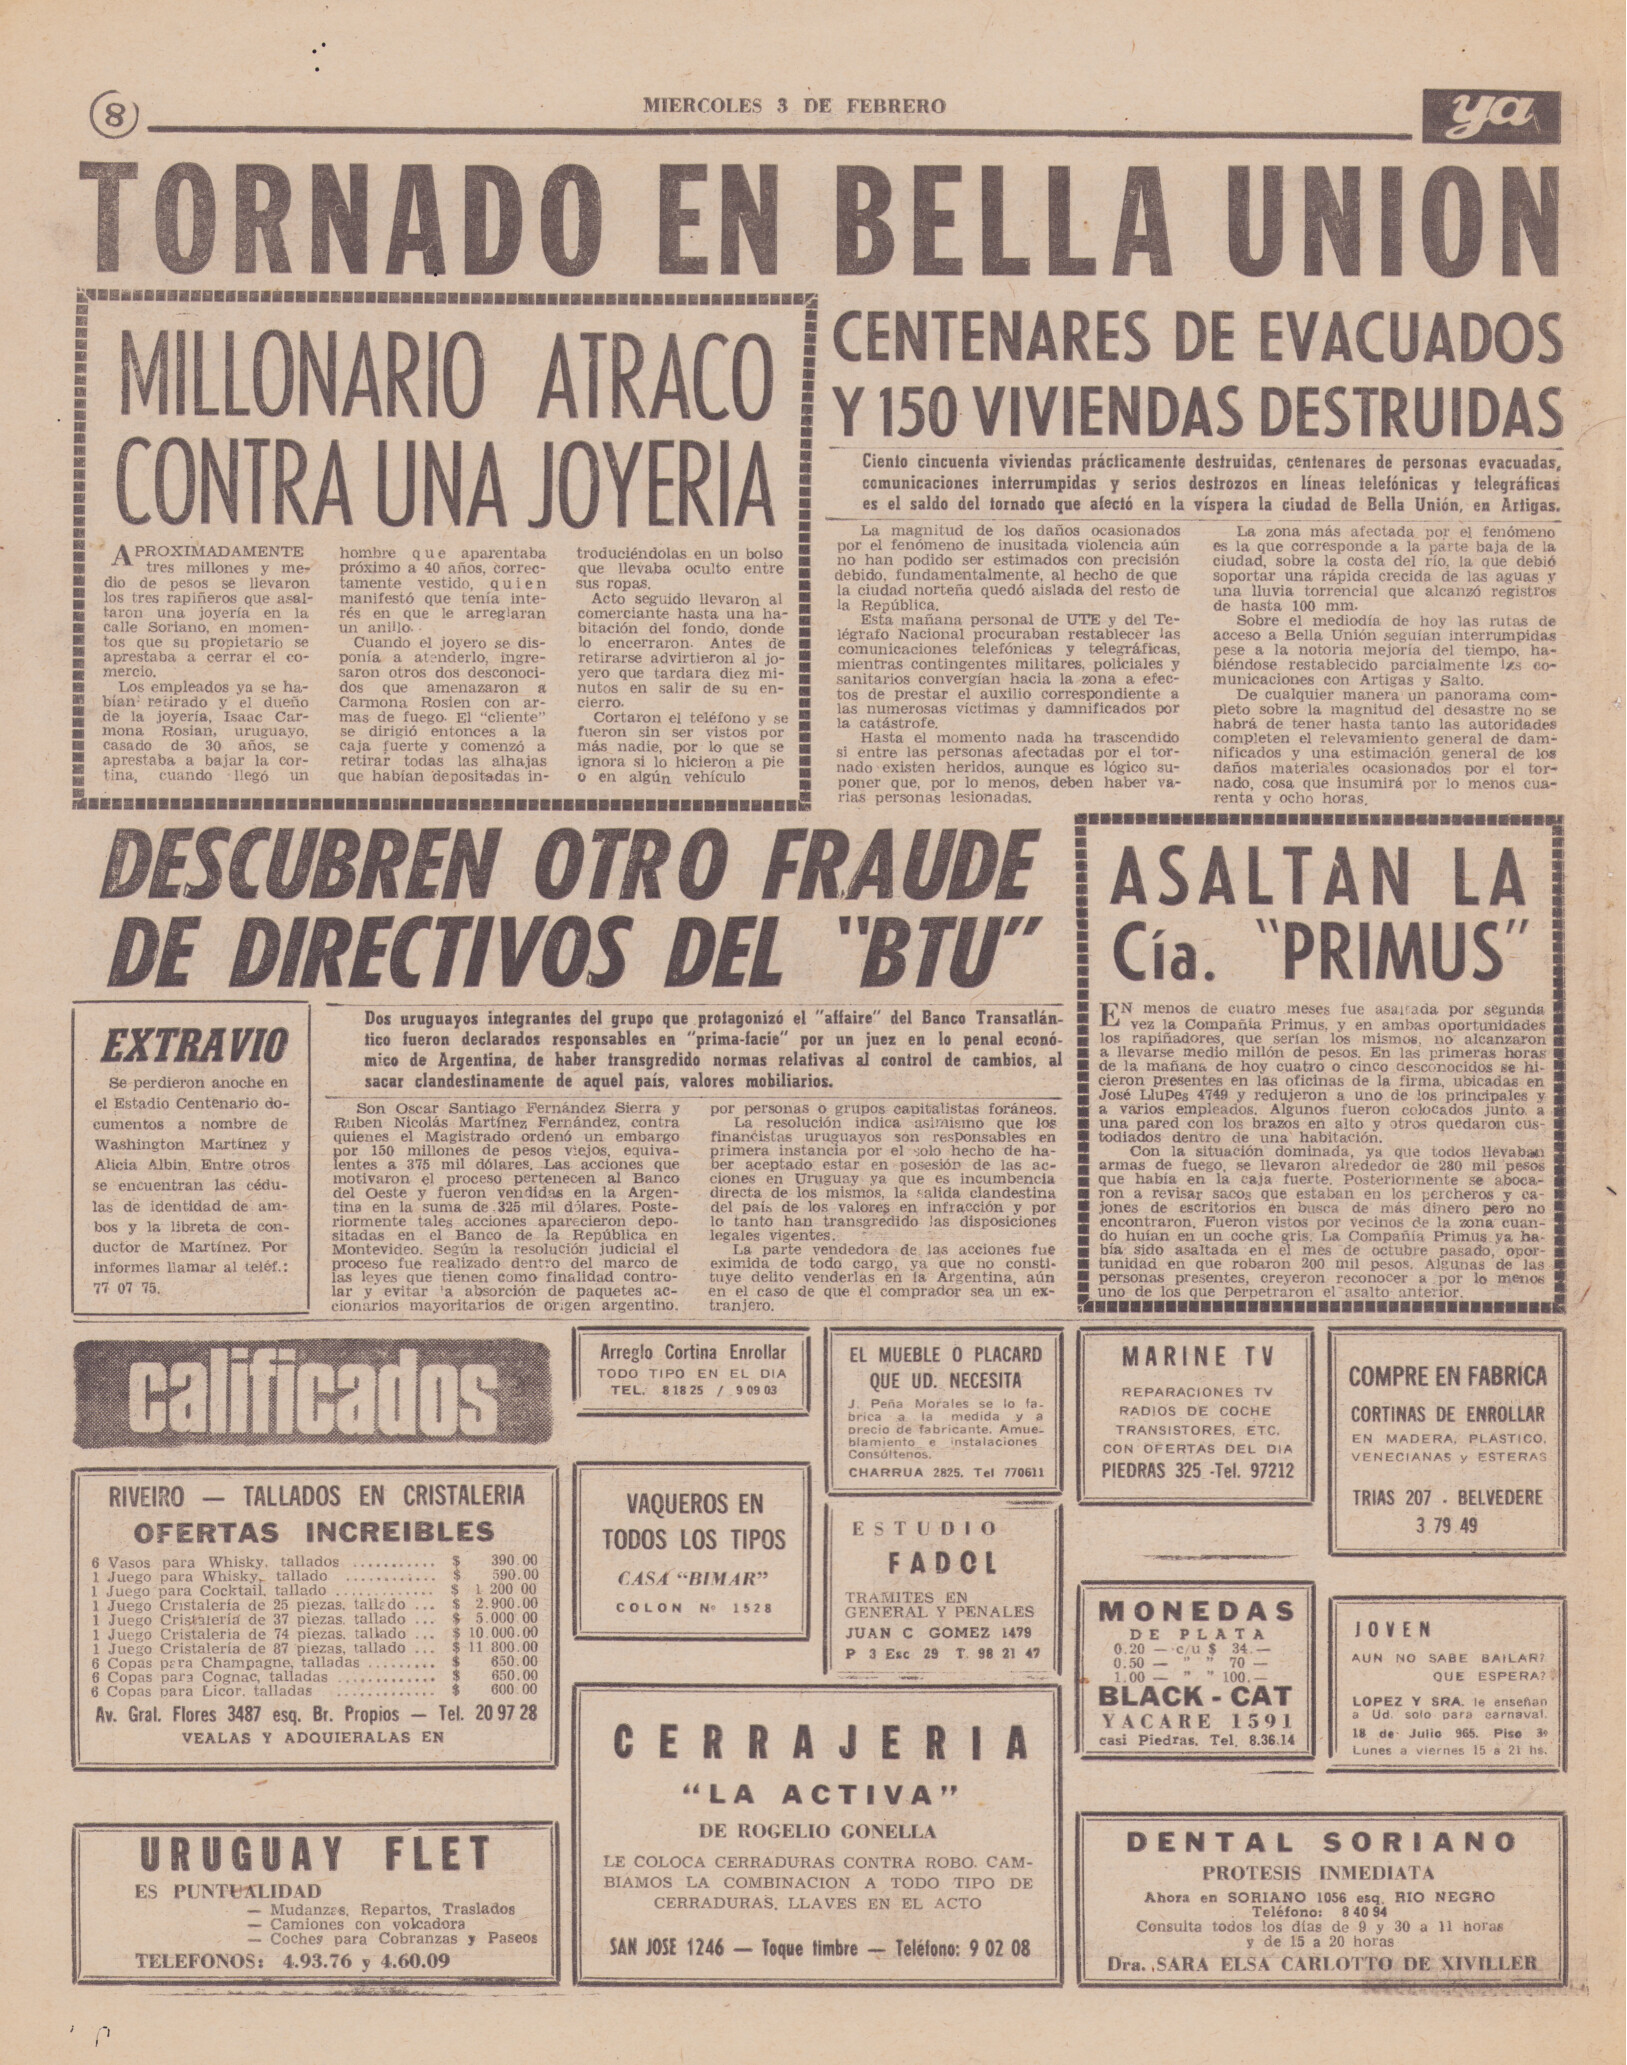 8
MIERCOLES 3 DE FEBRERO
ya
TORNADO EN BELLA UNION
MILLONARIO ATRACO
CONTRA UNA JOYERIA
APROXIMADAMENTE
tres millones y me-
dio de pesos se llevaron
los tres rapiñeros que asal-
taron una joyería en la
calle Soriano, en momen-
tos que su propietario se
aprestaba a cerrar el co-
mercio.
Los empleados ya se ha-
bían retirado y el dueño
de la joyería, Isaac Car-
mona Rosian, uruguayo,
casado de 30 años, se
aprestaba a bajar la cor-
tina, cuando llegó un
hombre que aparentaba
próximo a 40 años, correc-
tamente vestido, quien
manifestó que tenía inte-
rés en que le arreglaran
un anillo.
Cuando el joyero se dis-
ponía a atenderlo, ingre-
saron otros dos desconoci-
dos que amenazaron a
Carmona Rosien con ar-
mas de fuego. El "cliente"
se dirigió entonces a la
caja fuerte y comenzó a
retirar todas las alhajas
que habían depositadas in-
troduciéndolas en un bolso
que llevaba oculto entre
sus ropas.
Acto seguido llevaron al
comerciante hasta una ha-
bitación del fondo, donde
lo encerraron. Antes de
retirarse advirtieron al jo-
yero que tardara diez mi-
nutos en salir de su en-
cierro.
Cortaron el teléfono y se
fueron sin ser vistos por
más nadie, por lo que se
ignora si lo hicieron a pie
o en algún vehículo
CENTENARES DE EVACUADOS
Y 150 VIVIENDAS DESTRUIDAS
Ciento cincuenta viviendas prácticamente destruidas, centenares de personas evacuadas,
comunicaciones interrumpidas y serios destrozos en líneas telefónicas y telegráficas
es el saldo del tornado que afectó en la víspera la ciudad de Bella Unión, en Artigas.
La magnitud de los daños ocasionados
por el fenómeno de inusitada violencia aún
no han podido ser estimados con precisión
debido, fundamentalmente, al hecho de que
la ciudad norteña quedó aislada del resto de
la República.
Esta mañana personal de UTE y del Te-
légrafo Nacional procuraban restablecer las
comunicaciones telefónicas y telegráficas,
mientras contingentes militares, policiales y
sanitarios convergían hacia la zona a efec-
tos de prestar el auxilio correspondiente a
las numerosas víctimas y damnificados por
la catástrofe.
Hasta el momento nada ha trascendido
si entre las personas afectadas por el tor-
nado existen heridos, aunque es lógico su-
poner que, por lo menos, deben haber va-
rias personas lesionadas.
La zona más afectada por el fenómeno
es la que corresponde a la parte baja de la
ciudad, sobre la costa del río, la que debió
soportar una rápida crecida de las aguas y
una lluvia torrencial que alcanzó registros
de hasta 100 mm.
Sobre el mediodía de hoy las rutas de
acceso a Bella Unión seguían interrumpidas
pese a la notoria mejoría del tiempo, ha-
biéndose restablecido parcialmente las co-
municaciones con Artigas y Salto.
De cualquier manera un panorama com-
pleto sobre la magnitud del desastre no se
habrá de tener hasta tanto las autoridades
completen el relevamiento general de dam-
nificados y una estimación general de los
daños materiales ocasionados por el tor-
nado, cosa que insumirá por lo menos cua-
renta y ocho horas.
DESCUBREN OTRO FRAUDE
DE DIRECTIVOS DEL "BTU"
EXTRAVIO
Se perdieron anoche en
el Estadio Centenario do-
cumentos a nombre de
Washington Martínez y
Alicia Albin. Entre otros
se encuentran las cédu-
las de identidad de am-
bos y la libreta de con-
ductor de Martínez. Por
informes llamar al teléf.:
77 07 75.
Dos uruguayos integrantes del grupo que protagonizó el "affaire" del Banco Transatlán-
tico fueron declarados responsables en "prima-facie" por un juez en lo penal econó-
mico de Argentina, de haber transgredido normas relativas al control de cambios, al
sacar clandestinamente de aquel país, valores mobiliarios.
Son Oscar Santiago Fernández Sierra y
Ruben Nicolás Martínez Fernández, contra
quienes el Magistrado ordenó un embargo
por 150 millones de pesos viejos, equiva-
lentes a 375 mil dólares. Las acciones que
motivaron el proceso pertenecen al Banco
del Oeste y fueron vendidas en la Argen-
tina en la suma de 325 mil dólares. Poste-
riormente tales acciones aparecieron depo-
sitadas en el Banco de la República en
Montevideo. Según la resolución judicial el
proceso fue realizado dentro del marco de
las leyes que tienen como finalidad contro-
lar y evitar la absorción de paquetes ac-
cionarios mayoritarios de origen argentino.
por personas o grupos capitalistas foráneos.
La resolución indica asimismo que los
financistas uruguayos son responsables en
primera instancia por el solo hecho de ha-
ber aceptado estar en posesión de las ac-
ciones en Uruguay ya que es incumbencia
directa de los mismos, la salida clandestina
del país de los valores en infracción y por
lo tanto han transgredido las disposiciones
legales vigentes.
La parte vendedora de las acciones fue
eximida de todo cargo, ya que no consti-
tuye delito venderlas en la Argentina, aún
en el caso de que el comprador sea un ex-
tranjero.
ASALTAN LA
Cía. "PRIMUS"
EN menos de cuatro meses fue asaltada por segunda
vez la Compañía Primus, y en ambas oportunidades
los rapiñadores, que serían los mismos, no alcanzaron
a llevarse medio millón de pesos. En las primeras horas
de la mañana de hoy cuatro o cinco desconocidos se hi-
cieron presentes en las oficinas de la firma, ubicadas en
José Llupes 4749 y redujeron a uno de los principales y
a varios empleados. Algunos fueron colocados junto a
una pared con los brazos en alto y otros quedaron cus-
todiados dentro de una habitación.
Con la situación dominada, ya que todos llevaban
armas de fuego, se llevaron alrededor de 280 mil pesos
que había en la caja fuerte. Posteriormente se aboca-
ron a revisar sacos que estaban en los percheros y ca-
jones de escritorios en busca de más dinero pero no
encontraron. Fueron vistos por vecinos de la zona cuan-
do huían en un coche gris. La Compañía Primus ya ha-
bía sido asaltada en el mes de octubre pasado, opor-
tunidad en que robaron 200 mil pesos. Algunas de las
personas presentes, creyeron reconocer a por lo menos
uno de los que perpetraron el asalto anterior.
calificados
RIVEIRO — TALLADOS EN CRISTALERIA
OFERTAS INCREIBLES
6 Vasos para Whisky, tallados ........... $ 390.00
1 Juego para Whisky, tallado ............ $ 590.00
1 Juego para Cocktail, tallado ............ $ 1 200 00
1 Juego Cristalería de 25 piezas, tallado ... $ 2.900.00
1 Juego Cristalería de 37 piezas, tallado ... $ 5.000.00
1 Juego Cristalería de 74 piezas, tallado ... $ 10.000.00
1 Juego Cristalería de 87 piezas, tallado ... $ 11 800.00
6 Copas para Champagne, talladas ......... $ 650.00
6 Copas para Cognac, talladas ............. $ 650.00
6 Copas para Licor, talladas ............. $ 600.00
Av. Gral. Flores 3487 esq. Br. Propios — Tel. 20 97 28
VEALAS Y ADQUIERALAS EN
URUGUAY FLET
ES PUNTUALIDAD
— Mudanzas, Repartos, Traslados
— Camiones con volcadora
— Coches para Cobranzas y Paseos
TELEFONOS: 4.93.76 y 4.60.09
Arreglo Cortina Enrollar
TODO TIPO EN EL DIA
TEL. 8 18 25 / 9 09 03
VAQUEROS EN
TODOS LOS TIPOS
CASA "BIMAR"
COLON Nº 1528
EL MUEBLE O PLACARD
QUE UD. NECESITA
J. Peña Morales se lo fa-
brica a la medida y a
precio de fabricante. Amue-
blamiento e instalaciones
Consúltenos.
CHARRUA 2825. Tel 770611
ESTUDIO
FADOL
TRAMITES EN
GENERAL Y PENALES
JUAN C GOMEZ 1479
P 3 Esc 29 T. 98 21 47
CERRAJERIA
"LA ACTIVA"
DE ROGELIO GONELLA
LE COLOCA CERRADURAS CONTRA ROBO. CAM-
BIAMOS LA COMBINACION A TODO TIPO DE
CERRADURAS. LLAVES EN EL ACTO
SAN JOSE 1246 — Toque timbre — Teléfono: 9 02 08
MARINE TV
REPARACIONES TV
RADIOS DE COCHE
TRANSISTORES, ETC.
CON OFERTAS DEL DIA
PIEDRAS 325 -Tel. 97212
MONEDAS
DE PLATA
0.20 — c/u $ 34.—
0.50 — " " 70 —
1.00 — " " 100.—
BLACK - CAT
YACARE 1591
casi Piedras. Tel. 8.36.14
COMPRE EN FABRICA
CORTINAS DE ENROLLAR
EN MADERA, PLASTICO,
VENECIANAS y ESTERAS
TRIAS 207 . BELVEDERE
3 79 49
JOVEN
AUN NO SABE BAILAR?
QUE ESPERA?
LOPEZ Y SRA. le enseñan
a Ud. solo para carnaval.
18 de Julio 965. Piso 3º
Lunes a viernes 15 a 21 hs.
DENTAL SORIANO
PROTESIS INMEDIATA
Ahora en SORIANO 1056 esq. RIO NEGRO
Teléfono: 8 40 94
Consulta todos los días de 9 y 30 a 11 horas
y de 15 a 20 horas
Dra. SARA ELSA CARLOTTO DE XIVILLER